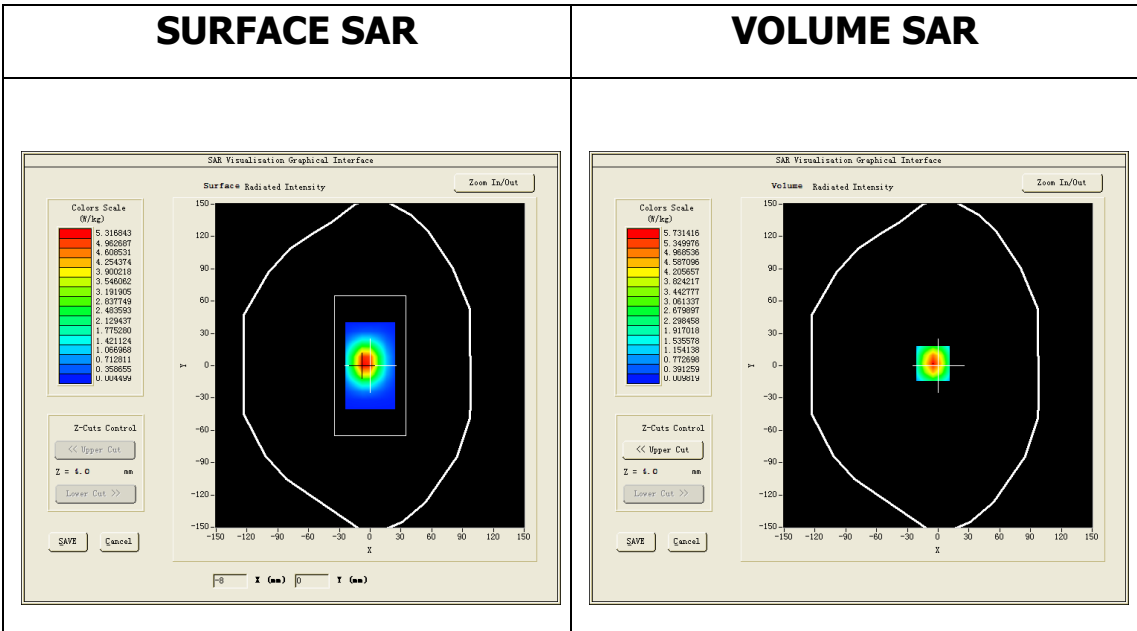 SURFACE SAR
SAR Visualisation Graphical Interface
Surface Radiated Intensity
Zoom In/Out
Colors Scale
(W/kg)
5.316843
4.962687
4.608531
4.254374
3.900218
3.546062
3.191905
2.837749
2.483593
2.129437
1.775280
1.421124
1.066968
0.712811
0.358655
0.004499
Z-Cuts Control
<< Upper Cut
Z = 4.0 mm
Lower Cut >>
SAVE Cancel
150
120
90
60
30
0
-30
-60
-90
-120
-150
Y
-150 -120 -90 -60 -30 0 30 60 90 120 150
X
-8 X (mm) 0 Y (mm)
VOLUME SAR
SAR Visualisation Graphical Interface
Volume Radiated Intensity
Zoom In/Out
Colors Scale
(W/kg)
5.731416
5.349976
4.968536
4.587096
4.205657
3.824217
3.442777
3.061337
2.679897
2.298458
1.917018
1.535578
1.154138
0.772698
0.391259
0.009819
Z-Cuts Control
<< Upper Cut
Z = 4.0 mm
Lower Cut >>
SAVE Cancel
150
120
90
60
30
0
-30
-60
-90
-120
-150
Y
-150 -120 -90 -60 -30 0 30 60 90 120 150
X